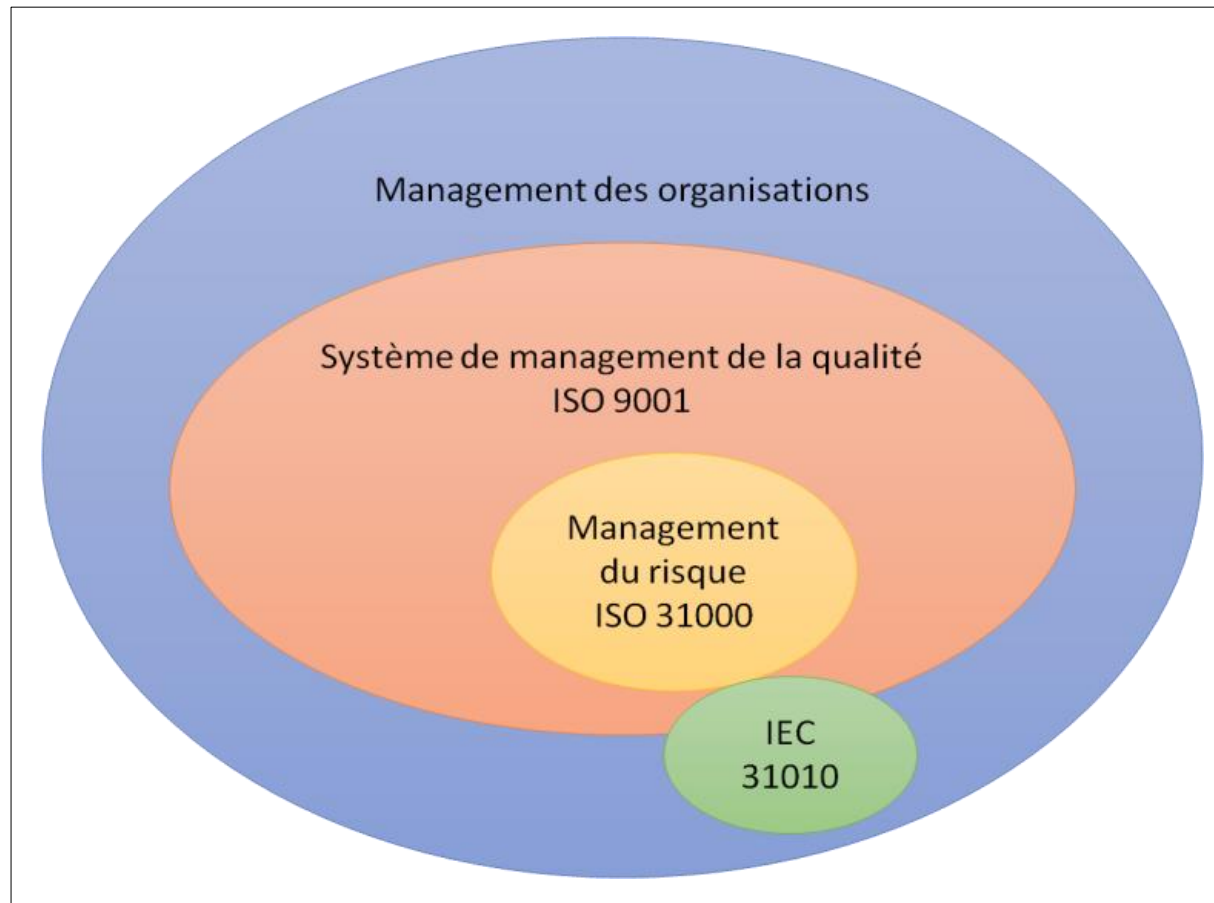 Management des organisations
Système de management de la qualité
ISO 9001
Management
du risque
ISO 31000
IEC
31010